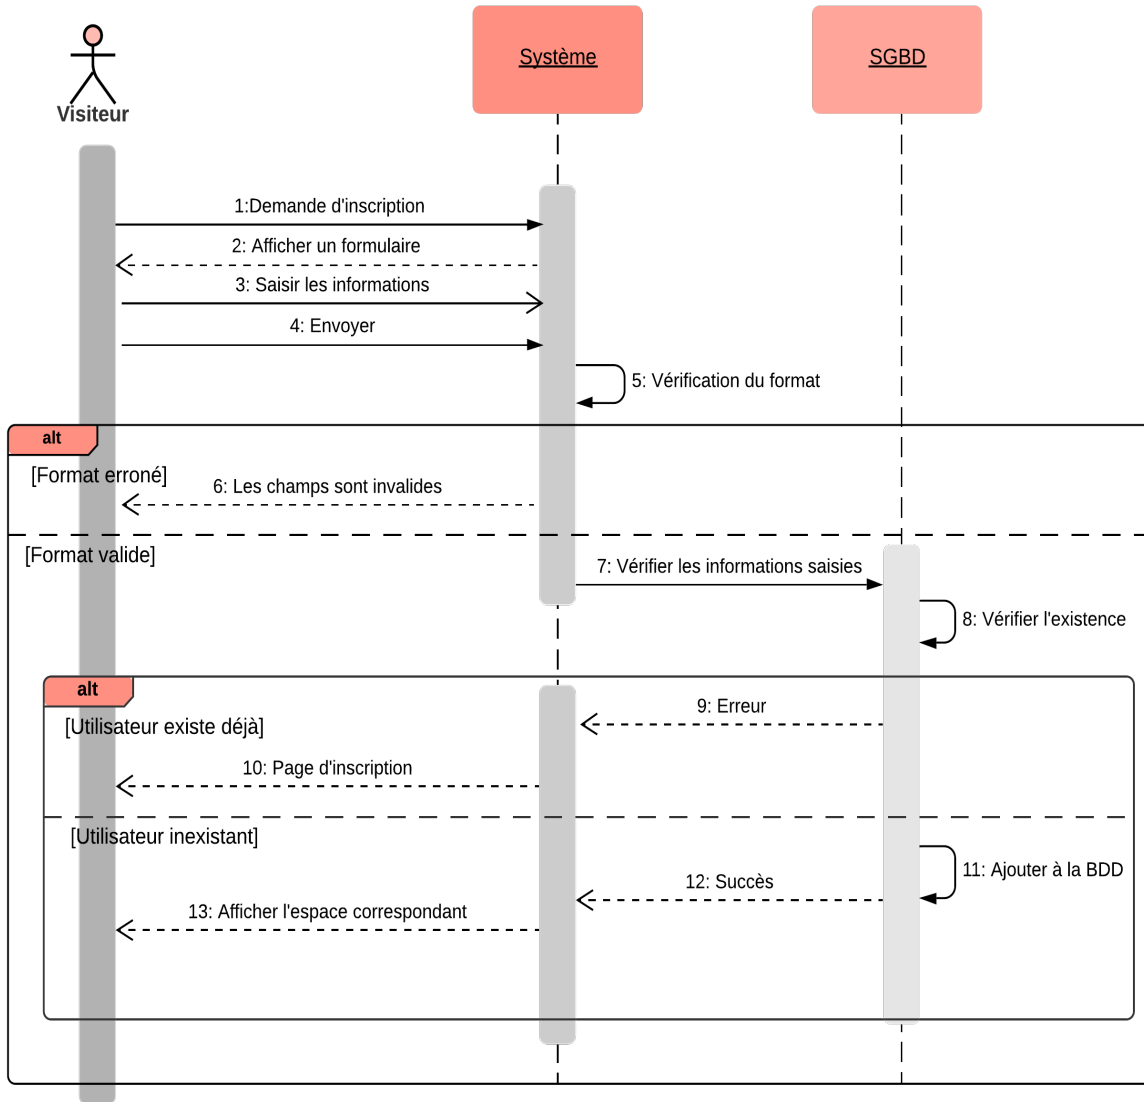 Système
SGBD
Visiteur
1:Demande d'inscription
2: Afficher un formulaire
3: Saisir les informations
4: Envoyer
5: Vérification du format
alt
[Format erroné]
6: Les champs sont invalides
[Format valide]
7: Vérifier les informations saisies
8: Vérifier l'existence
alt
9: Erreur
[Utilisateur existe déjà]
10: Page d'inscription
[Utilisateur inexistant]
11: Ajouter à la BDD
12: Succès
13: Afficher l'espace correspondant